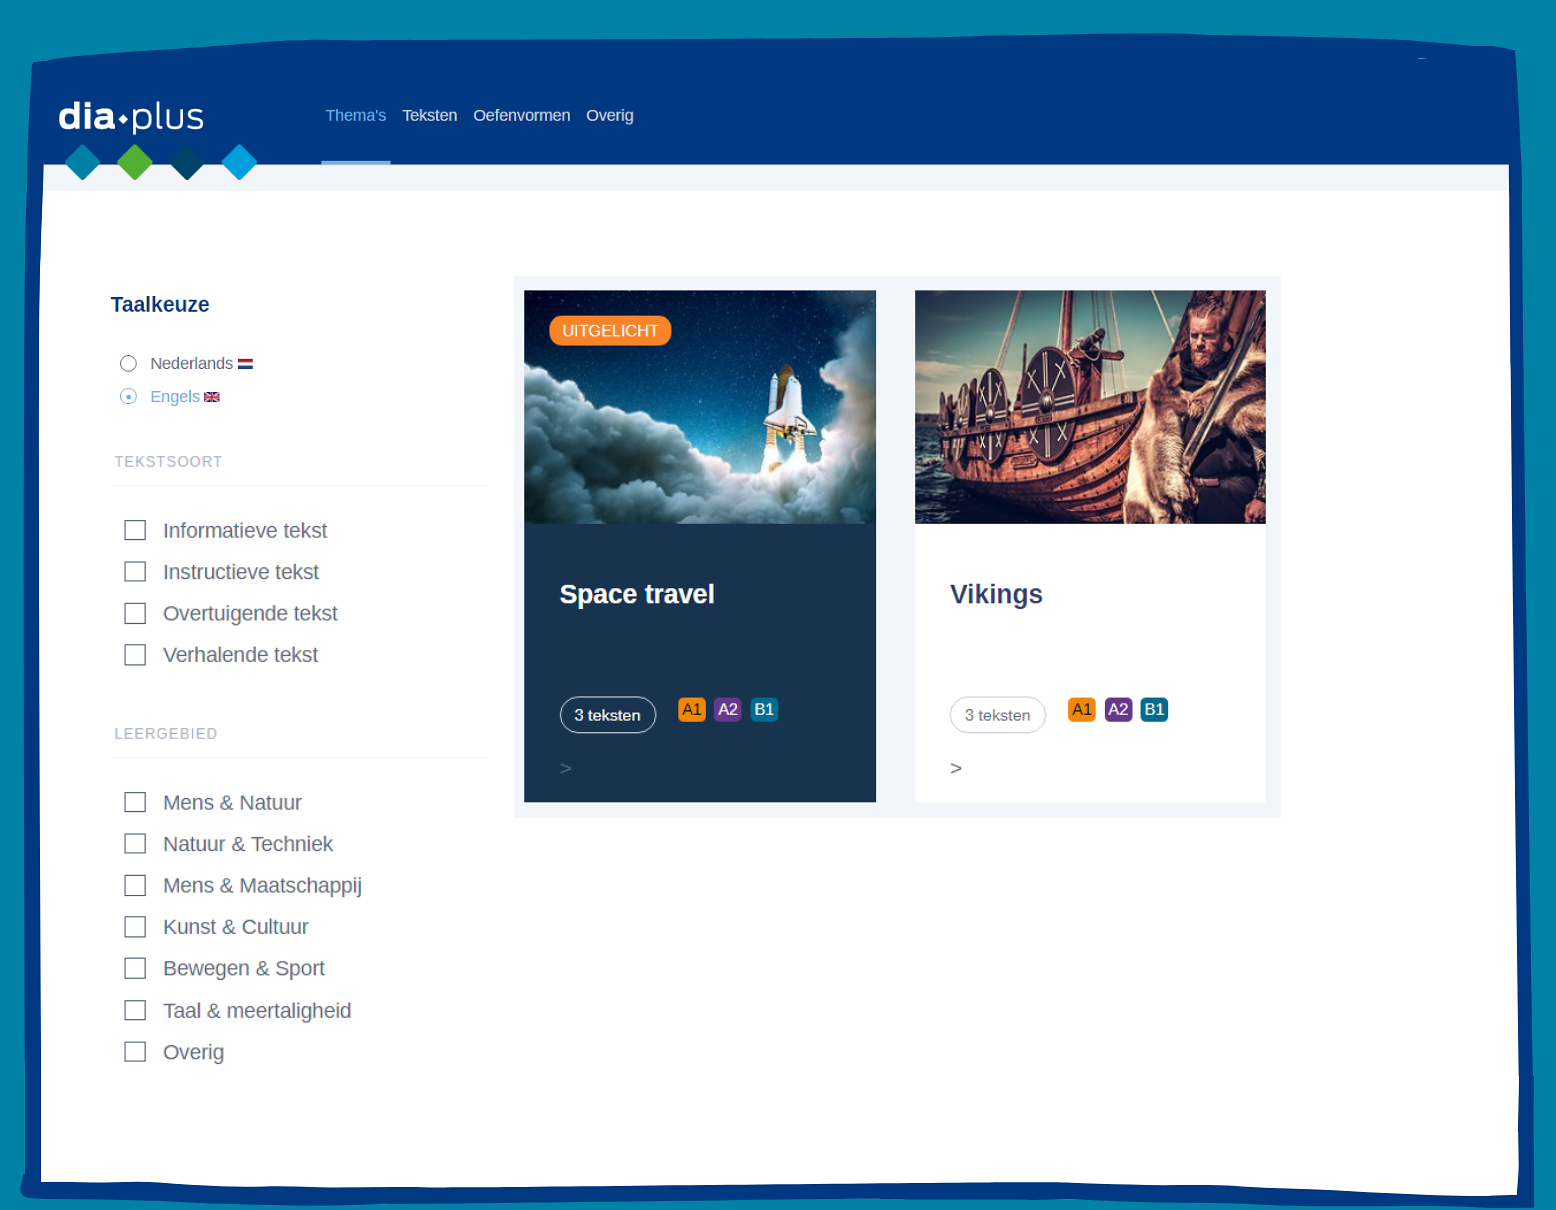 dia plus
Thema's Teksten Oefenvormen Overig
Taalkeuze
Nederlands
Engels
TEKSTSOORT
Informatieve tekst
Instructieve tekst
Overtuigende tekst
Verhalende tekst
LEERGEBIED
Mens & Natuur
Natuur & Techniek
Mens & Maatschappij
Kunst & Cultuur
Bewegen & Sport
Taal & meertaligheid
Overig
UITGELICHT
Space travel
3 teksten A1 A2 B1
>
Vikings
3 teksten A1 A2 B1
>